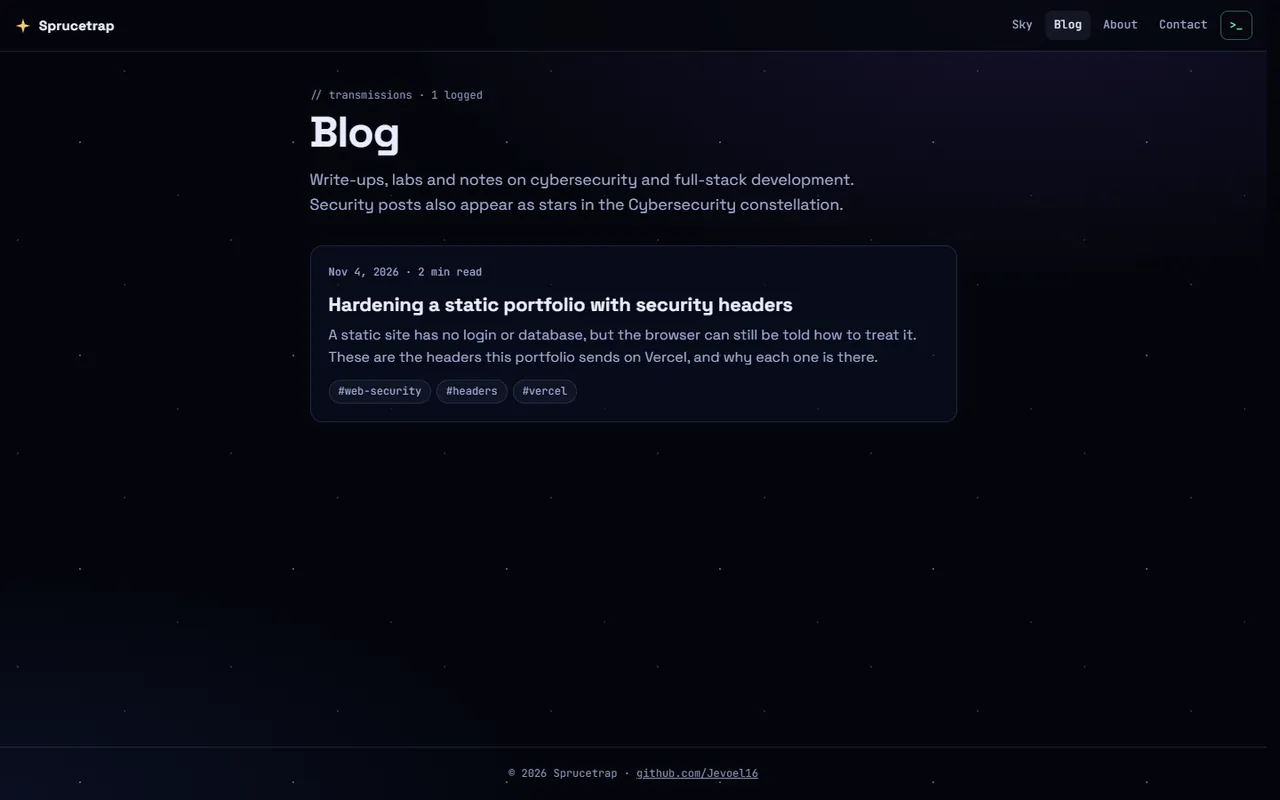 Sprucetrap
Sky Blog About Contact >_
// transmissions · 1 logged
Blog
Write-ups, labs and notes on cybersecurity and full-stack development.
Security posts also appear as stars in the Cybersecurity constellation.
Nov 4, 2026 · 2 min read
Hardening a static portfolio with security headers
A static site has no login or database, but the browser can still be told how to treat it.
These are the headers this portfolio sends on Vercel, and why each one is there.
#web-security #headers #vercel
© 2026 Sprucetrap · github.com/Jevoel16